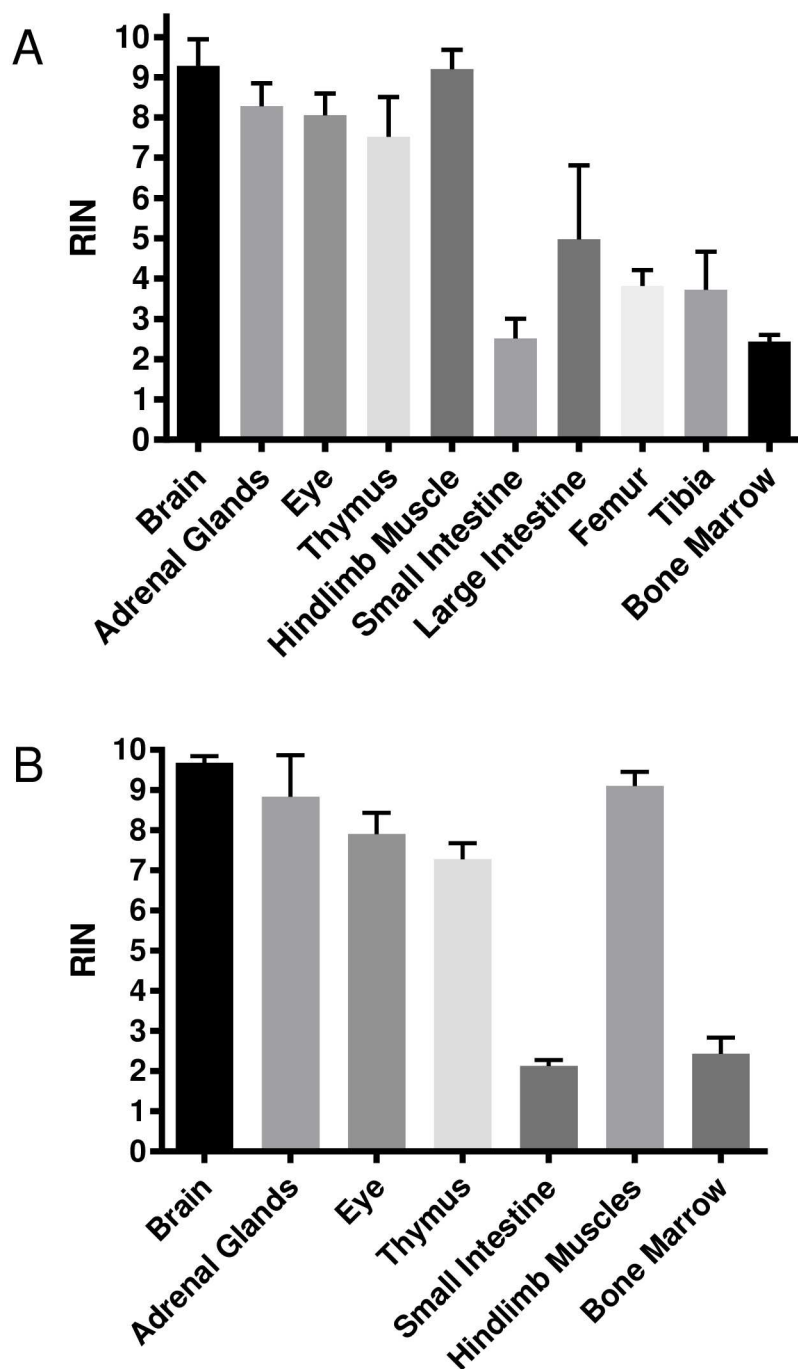 A
10
9
8
7
6
5
4
3
2
1
0
RIN
Brain
Adrenal Glands
Eye
Thymus
Hindlimb Muscle
Small Intestine
Large Intestine
Femur
Tibia
Bone Marrow
B
10
9
8
7
6
5
4
3
2
1
0
RIN
Brain
Adrenal Glands
Eye
Thymus
Small Intestine
Hindlimb Muscles
Bone Marrow